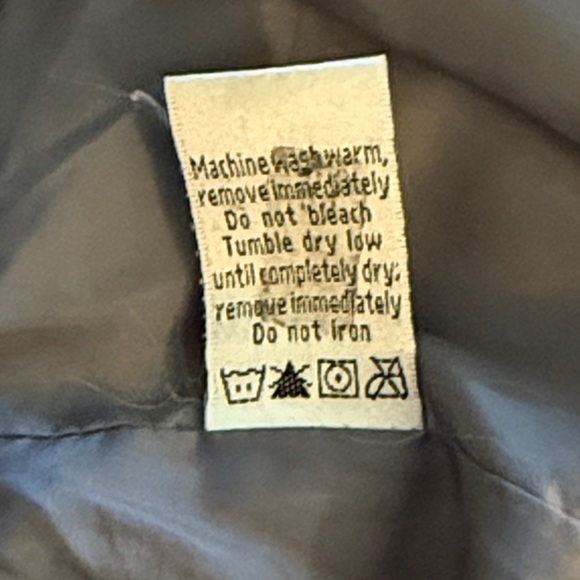 Machine wash warm,
remove immediately
Do not bleach
Tumble dry low
until completely dry;
remove immediately
Do not iron